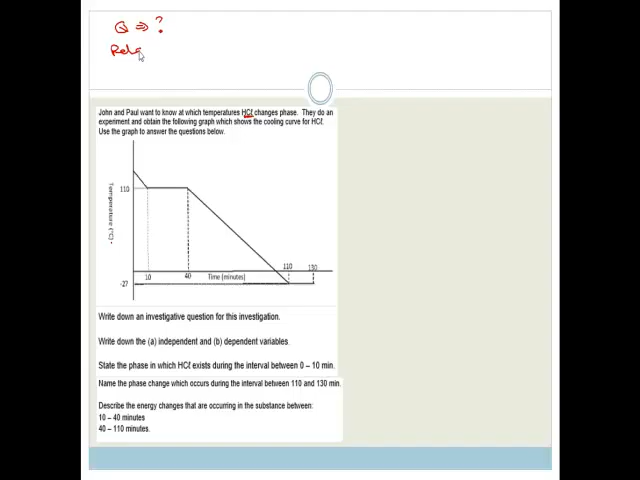 Q ⇒ ?
Rela
John and Paul want to know at which temperatures HCℓ changes phase. They do an
experiment and obtain the following graph which shows the cooling curve for HCℓ.
Use the graph to answer the questions below.
Temperature (°C)
110
110
130
10
40
Time (minutes)
-27
Write down an investigative question for this investigation.
Write down the (a) independent and (b) dependent variables.
State the phase in which HCℓ exists during the interval between 0 – 10 min.
Name the phase change which occurs during the interval between 110 and 130 min.
Describe the energy changes that are occurring in the substance between:
10 – 40 minutes
40 – 110 minutes.